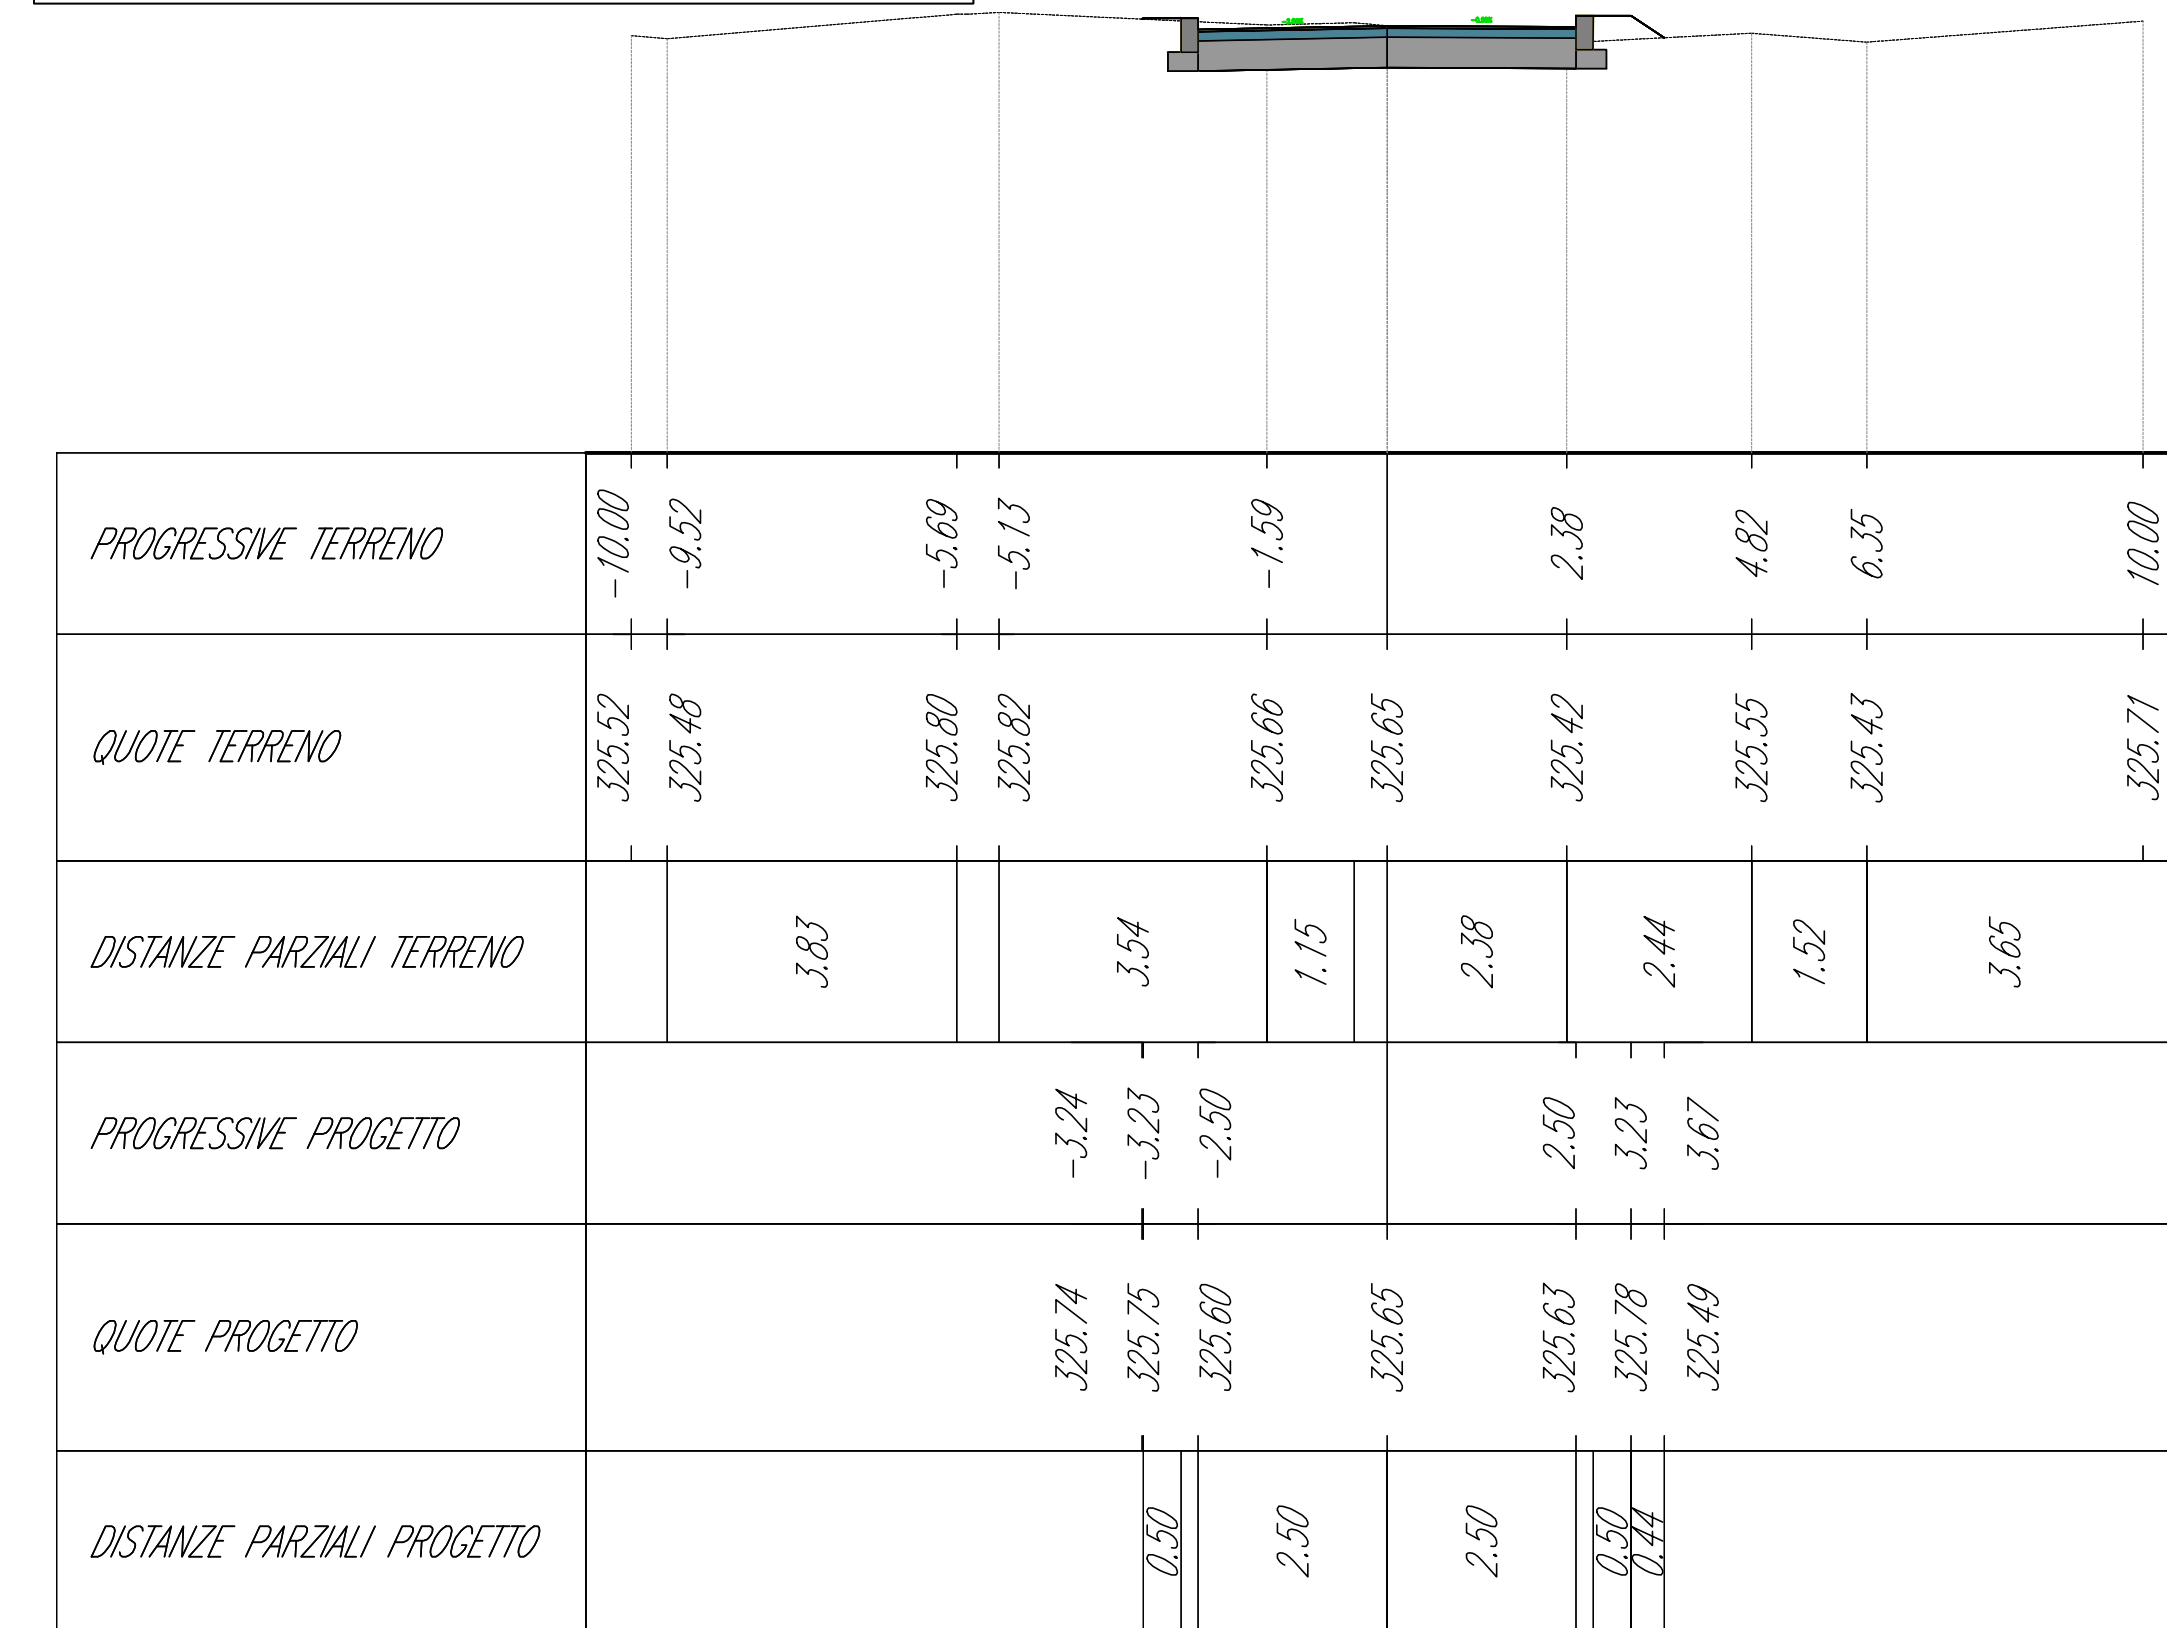 PROGRESSIVE TERRENO -10.00 -9.52 -5.69 -5.13 -1.59 2.38 4.82 6.35 10.00
QUOTE TERRENO 325.52 325.48 325.80 325.82 325.66 325.65 325.42 325.55 325.43 325.71
DISTANZE PARZIALI TERRENO 3.83 3.54 1.15 2.38 2.44 1.52 3.65
PROGRESSIVE PROGETTO -3.24 -3.23 -2.50 2.50 3.23 3.67
QUOTE PROGETTO 325.74 325.75 325.60 325.65 325.63 325.78 325.49
DISTANZE PARZIALI PROGETTO 0.50 2.50 2.50 0.50 0.44